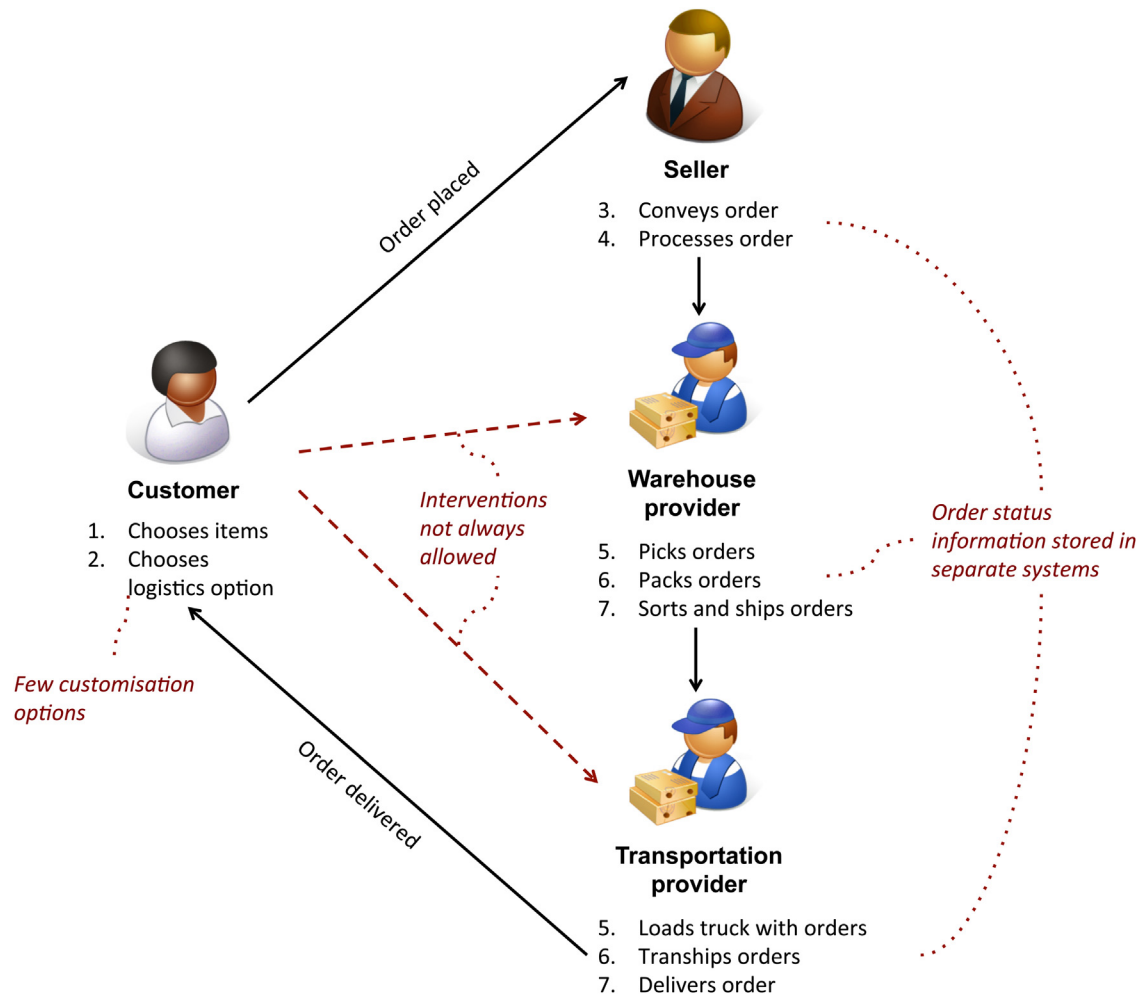 Seller
3. Conveys order
4. Processes order
Order placed
Customer
1. Chooses items
2. Chooses
logistics option
Few customisation
options
Interventions
not always
allowed
Warehouse
provider
5. Picks orders
6. Packs orders
7. Sorts and ships orders
Order status
information stored in
separate systems
Order delivered
Transportation
provider
5. Loads truck with orders
6. Tranships orders
7. Delivers order